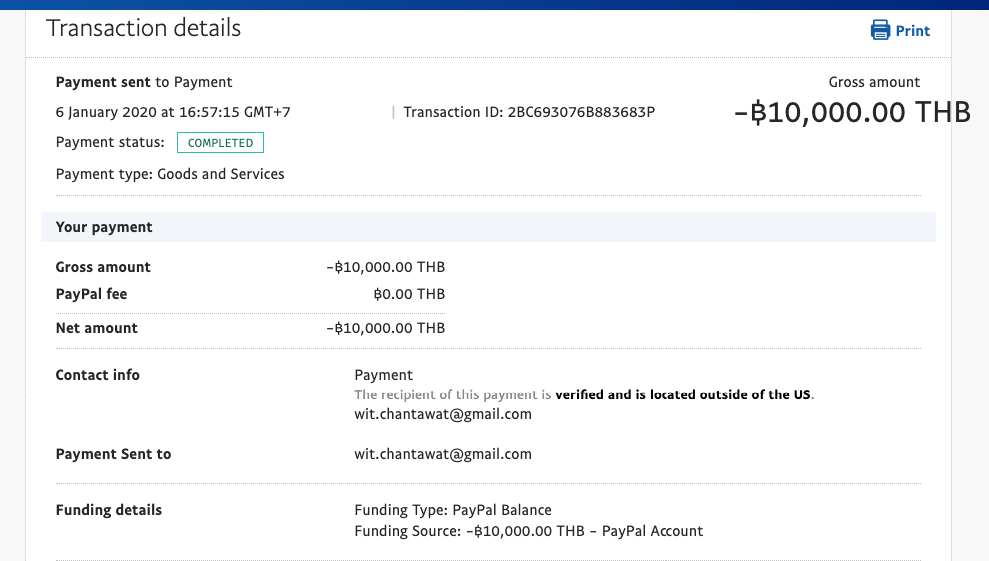 Transaction details
Print
Payment sent to Payment
Gross amount
6 January 2020 at 16:57:15 GMT+7 | Transaction ID: 2BC693076B883683P
-฿10,000.00 THB
Payment status: COMPLETED
Payment type: Goods and Services
Your payment
Gross amount -฿10,000.00 THB
PayPal fee ฿0.00 THB
Net amount -฿10,000.00 THB
Contact info Payment
The recipient of this payment is verified and is located outside of the US.
wit.chantawat@gmail.com
Payment Sent to wit.chantawat@gmail.com
Funding details Funding Type: PayPal Balance
Funding Source: -฿10,000.00 THB - PayPal Account